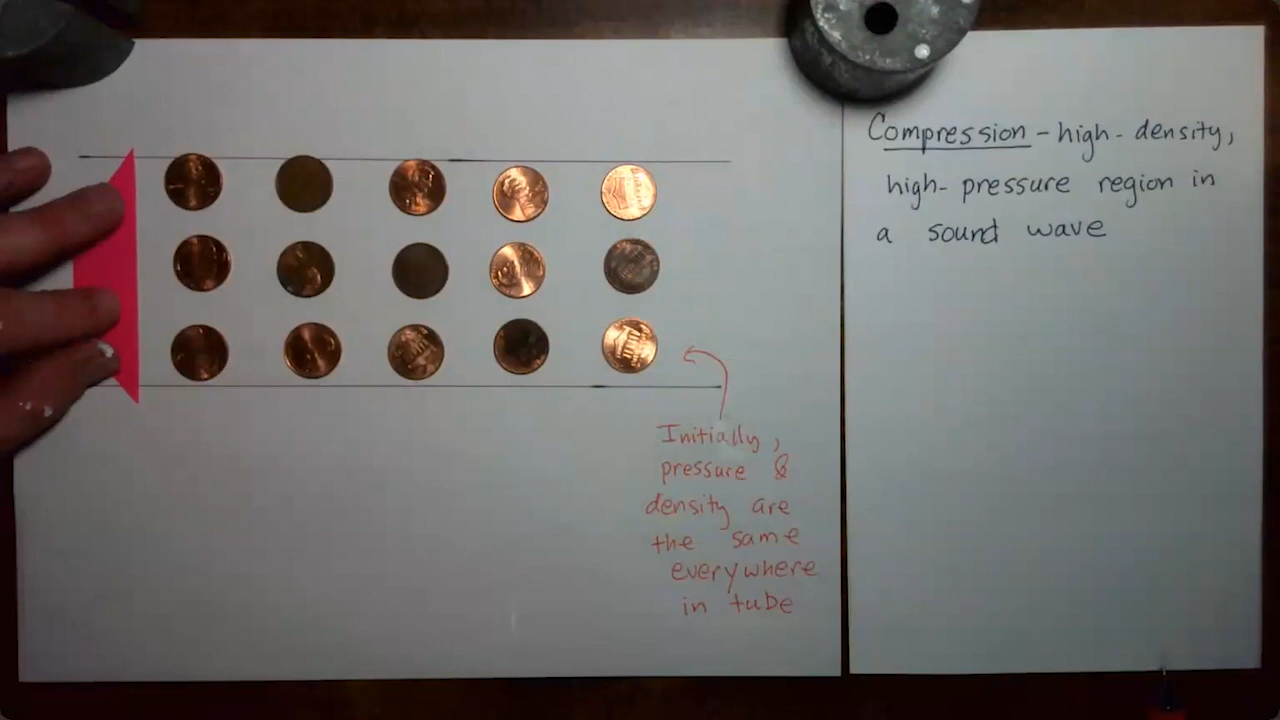 Compression - high-density,
high-pressure region in
a sound wave
Initially,
pressure &
density are
the same
everywhere
in tube